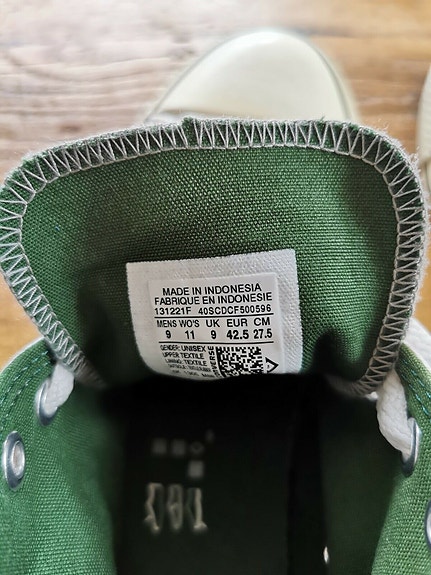 MADE IN INDONESIA
FABRIQUE EN INDONESIE
131221F 40SCDCF500596
MENS WO'S UK EUR CM
9 11 9 42.5 27.5
GENDER: UNISEX
UPPER: TEXTILE
LINING: TEXTILE